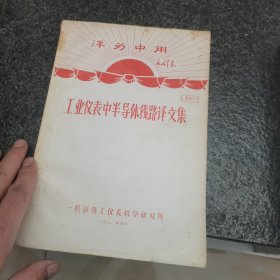 洋为中用
毛泽东
工业仪表中半导体线路译文集
一机部热工仪表科学研究所